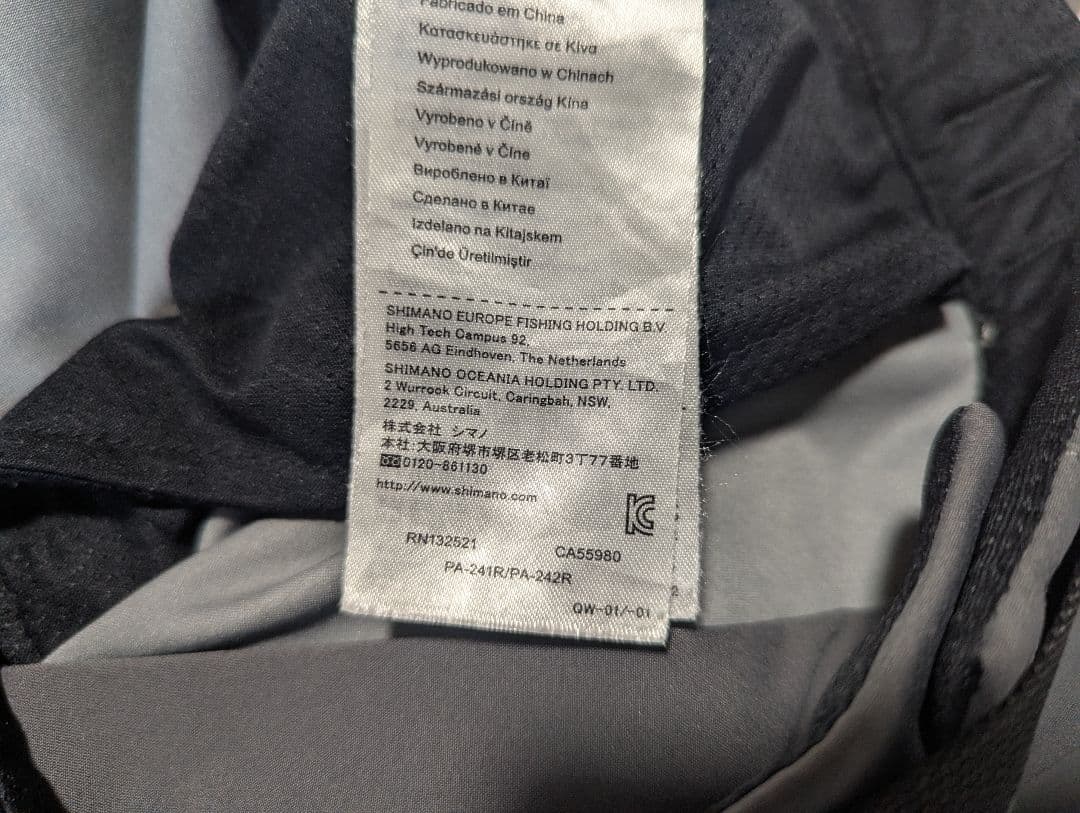 Fabricado em China
Κατασκευάστηκε σε Κίνα
Wyprodukowano w Chinach
Származási ország Kína
Vyrobeno v Číně
Vyrobené v Číne
Вироблено в Китаї
Сделано в Китае
Izdelano na Kitajskem
Çin'de Üretilmiştir
SHIMANO EUROPE FISHING HOLDING B.V.
High Tech Campus 92,
5656 AG Eindhoven, The Netherlands
SHIMANO OCEANIA HOLDING PTY. LTD.
2 Wurrook Circuit, Caringbah, NSW,
2229, Australia
株式会社 シマノ
本社:大阪府堺市堺区老松町3丁77番地
0120-861130
http://www.shimano.com
RN132521 CA55980
PA-241R/PA-242R
QW-01/-01
2